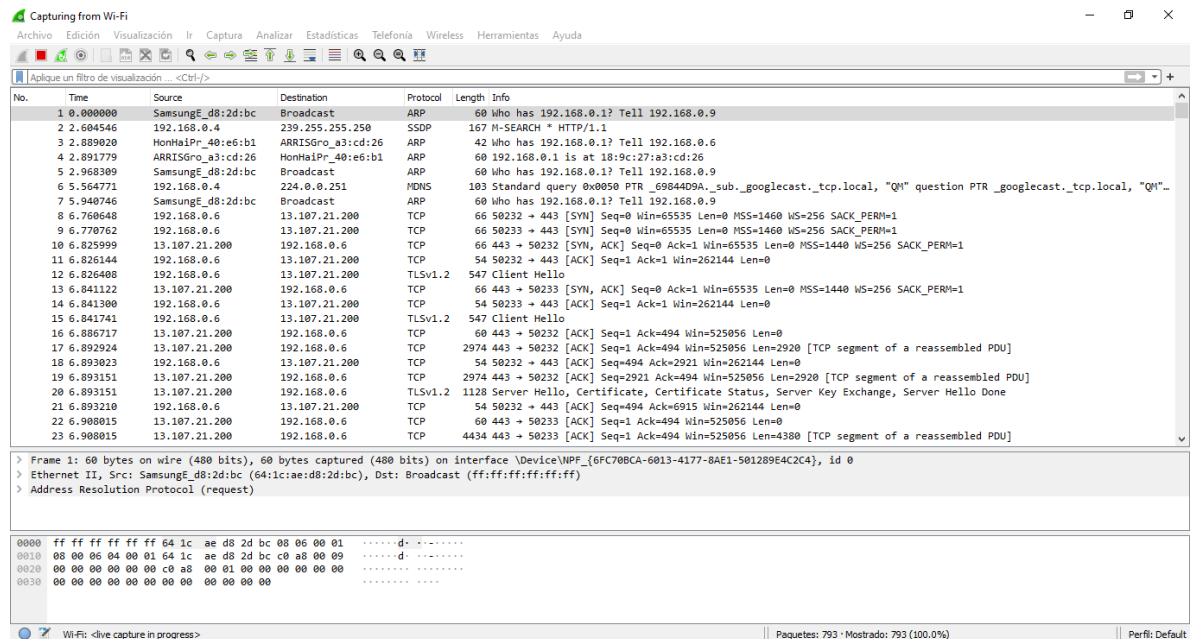 Capturing from Wi-Fi
Archivo Edición Visualización Ir Captura Analizar Estadísticas Telefonía Wireless Herramientas Ayuda
Aplique un filtro de visualización ... <Ctrl-/>
No. Time Source Destination Protocol Length Info
1 0.000000 SamsungE_d8:2d:bc Broadcast ARP 60 Who has 192.168.0.1? Tell 192.168.0.9
2 2.604546 192.168.0.4 239.255.255.250 SSDP 167 M-SEARCH * HTTP/1.1
3 2.889020 HonHaiPr_40:e6:b1 ARRISGro_a3:cd:26 ARP 42 Who has 192.168.0.1? Tell 192.168.0.6
4 2.891779 ARRISGro_a3:cd:26 HonHaiPr_40:e6:b1 ARP 60 192.168.0.1 is at 18:9c:27:a3:cd:26
5 2.968309 SamsungE_d8:2d:bc Broadcast ARP 60 Who has 192.168.0.1? Tell 192.168.0.9
6 5.564771 192.168.0.4 224.0.0.251 MDNS 103 Standard query 0x0050 PTR _69844D9A._sub._googlecast._tcp.local, "QM" question PTR _googlecast._tcp.local, "QM"…
7 5.940746 SamsungE_d8:2d:bc Broadcast ARP 60 Who has 192.168.0.1? Tell 192.168.0.9
8 6.760648 192.168.0.6 13.107.21.200 TCP 66 50232 → 443 [SYN] Seq=0 Win=65535 Len=0 MSS=1460 WS=256 SACK_PERM=1
9 6.770762 192.168.0.6 13.107.21.200 TCP 66 50233 → 443 [SYN] Seq=0 Win=65535 Len=0 MSS=1460 WS=256 SACK_PERM=1
10 6.825999 13.107.21.200 192.168.0.6 TCP 66 443 → 50232 [SYN, ACK] Seq=0 Ack=1 Win=65535 Len=0 MSS=1440 WS=256 SACK_PERM=1
11 6.826144 192.168.0.6 13.107.21.200 TCP 54 50232 → 443 [ACK] Seq=1 Ack=1 Win=262144 Len=0
12 6.826408 192.168.0.6 13.107.21.200 TLSv1.2 547 Client Hello
13 6.841122 13.107.21.200 192.168.0.6 TCP 66 443 → 50233 [SYN, ACK] Seq=0 Ack=1 Win=65535 Len=0 MSS=1440 WS=256 SACK_PERM=1
14 6.841300 192.168.0.6 13.107.21.200 TCP 54 50233 → 443 [ACK] Seq=1 Ack=1 Win=262144 Len=0
15 6.841741 192.168.0.6 13.107.21.200 TLSv1.2 547 Client Hello
16 6.886717 13.107.21.200 192.168.0.6 TCP 60 443 → 50232 [ACK] Seq=1 Ack=494 Win=525056 Len=0
17 6.892924 13.107.21.200 192.168.0.6 TCP 2974 443 → 50232 [ACK] Seq=1 Ack=494 Win=525056 Len=2920 [TCP segment of a reassembled PDU]
18 6.893023 192.168.0.6 13.107.21.200 TCP 54 50232 → 443 [ACK] Seq=494 Ack=2921 Win=262144 Len=0
19 6.893151 13.107.21.200 192.168.0.6 TCP 2974 443 → 50232 [ACK] Seq=2921 Ack=494 Win=525056 Len=2920 [TCP segment of a reassembled PDU]
20 6.893151 13.107.21.200 192.168.0.6 TLSv1.2 1128 Server Hello, Certificate, Certificate Status, Server Key Exchange, Server Hello Done
21 6.893210 192.168.0.6 13.107.21.200 TCP 54 50232 → 443 [ACK] Seq=494 Ack=6915 Win=262144 Len=0
22 6.908015 13.107.21.200 192.168.0.6 TCP 60 443 → 50233 [ACK] Seq=1 Ack=494 Win=525056 Len=0
23 6.908015 13.107.21.200 192.168.0.6 TCP 4434 443 → 50233 [ACK] Seq=1 Ack=494 Win=525056 Len=4380 [TCP segment of a reassembled PDU]
> Frame 1: 60 bytes on wire (480 bits), 60 bytes captured (480 bits) on interface \Device\NPF_{6FC70BCA-6013-4177-8AE1-501289E4C2C4}, id 0
> Ethernet II, Src: SamsungE_d8:2d:bc (64:1c:ae:d8:2d:bc), Dst: Broadcast (ff:ff:ff:ff:ff:ff)
> Address Resolution Protocol (request)
0000 ff ff ff ff ff ff 64 1c ae d8 2d bc 08 06 00 01 ······d· ··-·····
0010 08 00 06 04 00 01 64 1c ae d8 2d bc c0 a8 00 09 ······d· ··-·····
0020 00 00 00 00 00 00 c0 a8 00 01 00 00 00 00 00 00 ········ ········
0030 00 00 00 00 00 00 00 00 00 00 00 00 ········ ····
Wi-Fi: <live capture in progress> Paquetes: 793 · Mostrado: 793 (100.0%) Perfil: Default